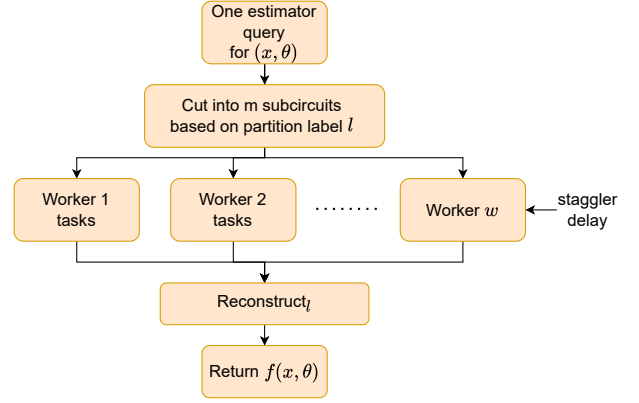 One estimator
query
for (x, θ)
Cut into m subcircuits
based on partition label l
Worker 1
tasks
Worker 2
tasks
........
Worker w
staggler
delay
Reconstruct_l
Return f(x, θ)